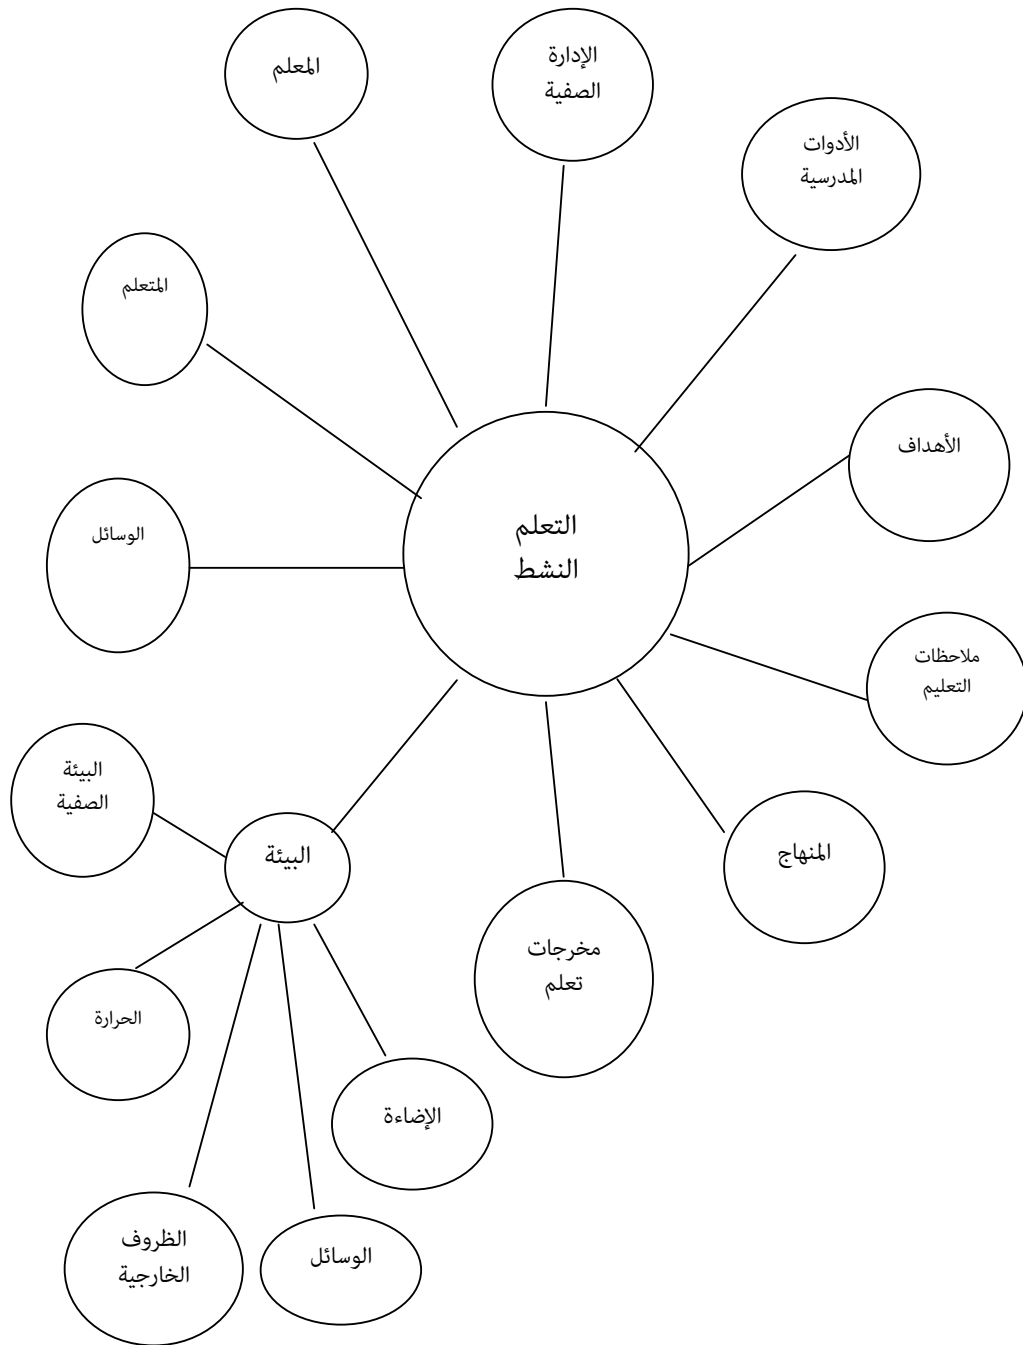 المعلم
الإدارة
الصفية
الأدوات
المدرسية
المتعلم
الأهداف
التعلم
النشط
الوسائل
ملاحظات
التعليم
البيئة
الصفية
البيئة
المنهاج
مخرجات
تعلم
الحرارة
الإضاءة
الظروف
الخارجية
الوسائل